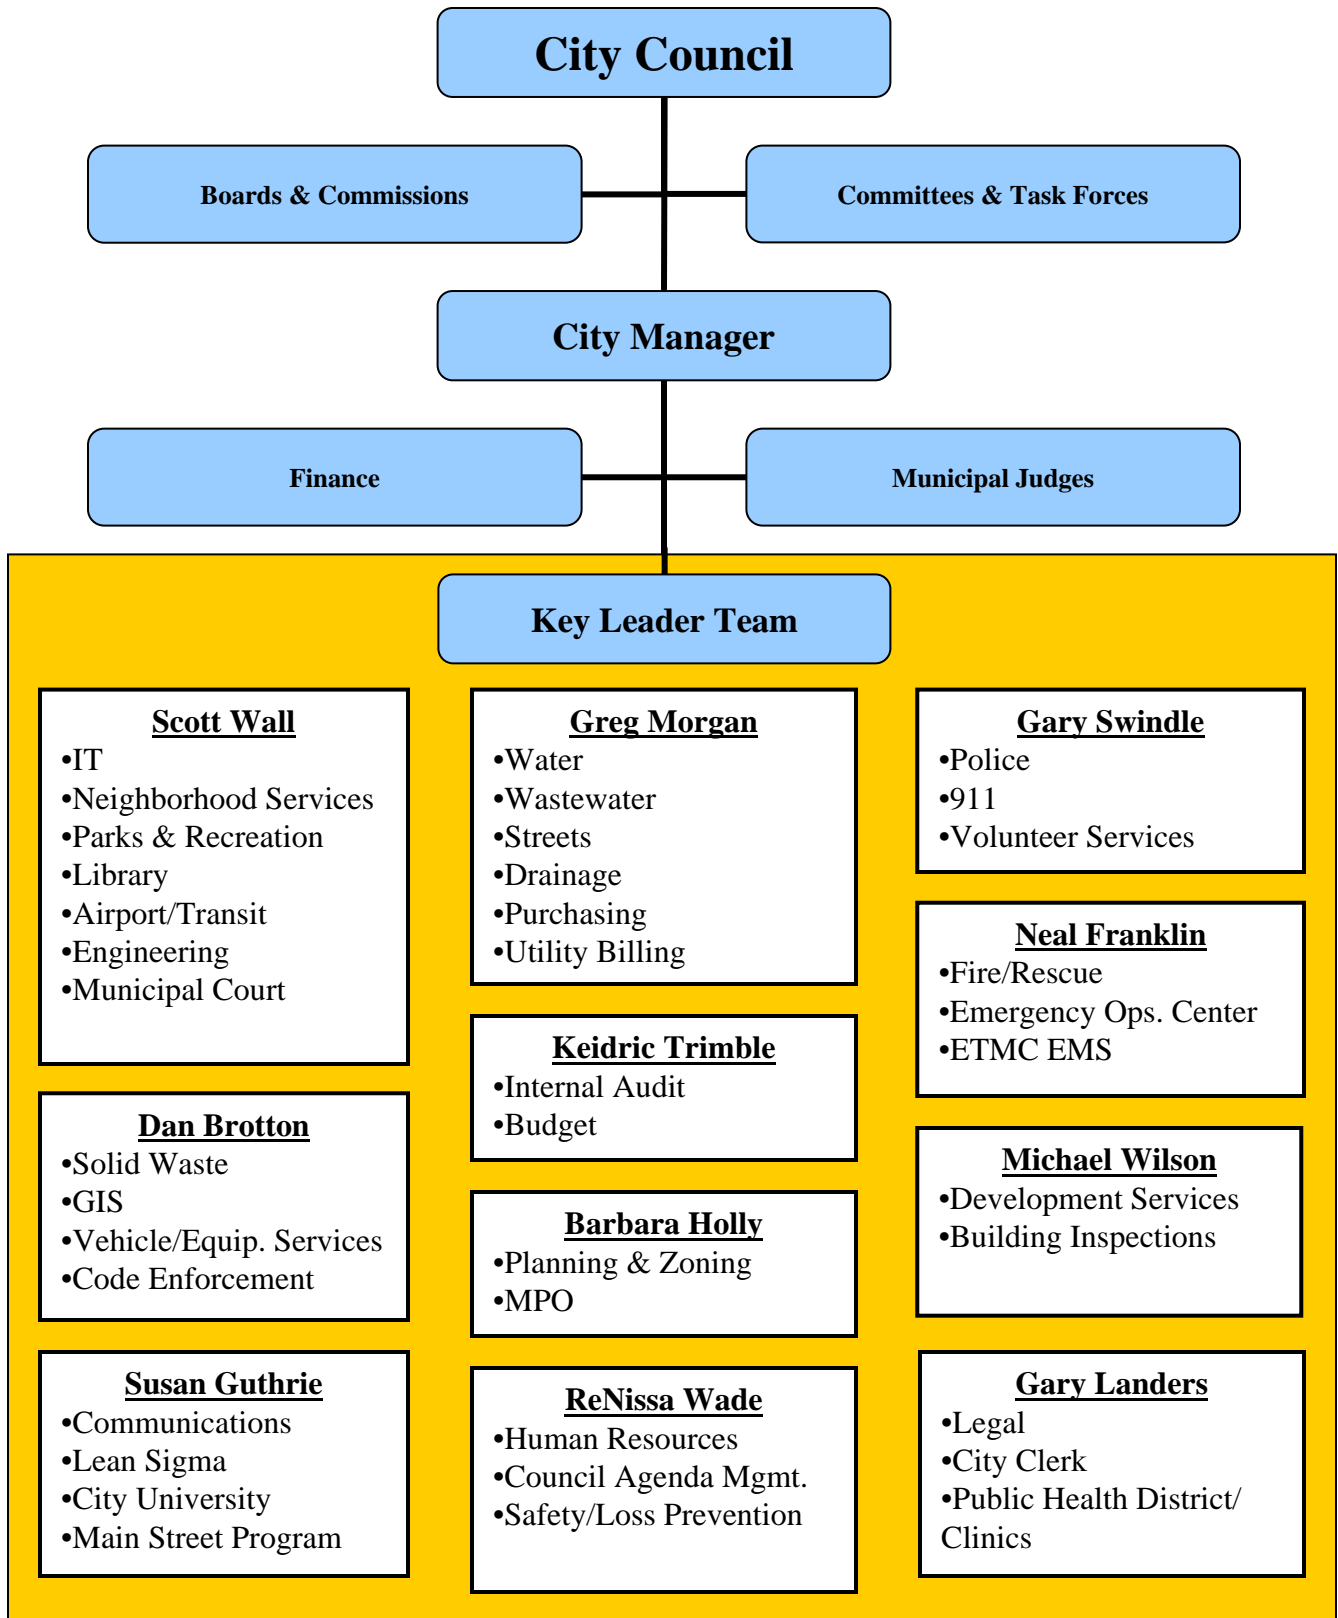 City Council
Boards & Commissions
Committees & Task Forces
City Manager
Finance
Municipal Judges
Key Leader Team
Scott Wall
•IT
•Neighborhood Services
•Parks & Recreation
•Library
•Airport/Transit
•Engineering
•Municipal Court
Dan Brotton
•Solid Waste
•GIS
•Vehicle/Equip. Services
•Code Enforcement
Susan Guthrie
•Communications
•Lean Sigma
•City University
•Main Street Program
Greg Morgan
•Water
•Wastewater
•Streets
•Drainage
•Purchasing
•Utility Billing
Keidric Trimble
•Internal Audit
•Budget
Barbara Holly
•Planning & Zoning
•MPO
ReNissa Wade
•Human Resources
•Council Agenda Mgmt.
•Safety/Loss Prevention
Gary Swindle
•Police
•911
•Volunteer Services
Neal Franklin
•Fire/Rescue
•Emergency Ops. Center
•ETMC EMS
Michael Wilson
•Development Services
•Building Inspections
Gary Landers
•Legal
•City Clerk
•Public Health District/
Clinics